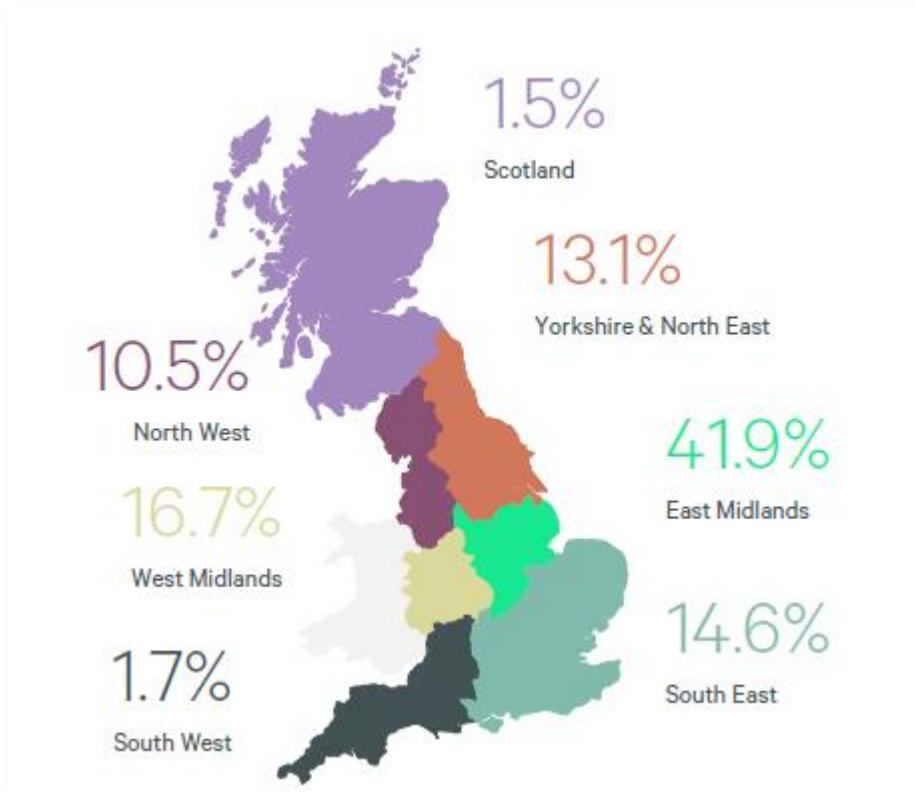 1.5%
Scotland
13.1%
Yorkshire & North East
10.5%
North West
41.9%
East Midlands
16.7%
West Midlands
14.6%
South East
1.7%
South West